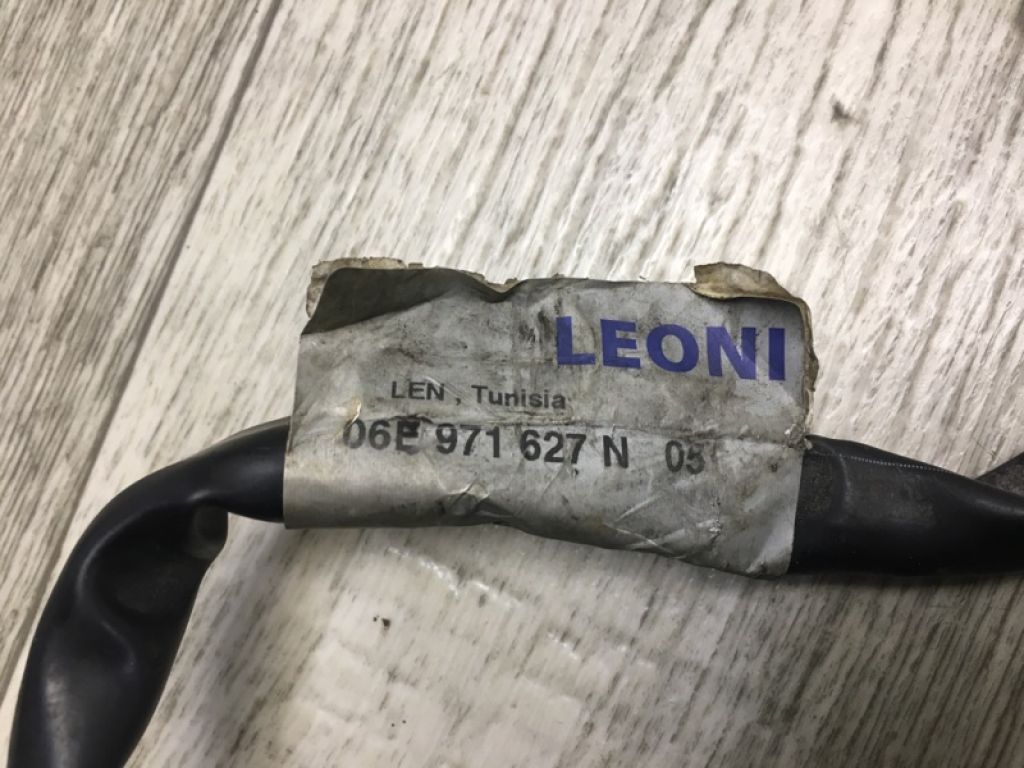 LEONI
LEN , Tunisia
06E 971 627 N 05